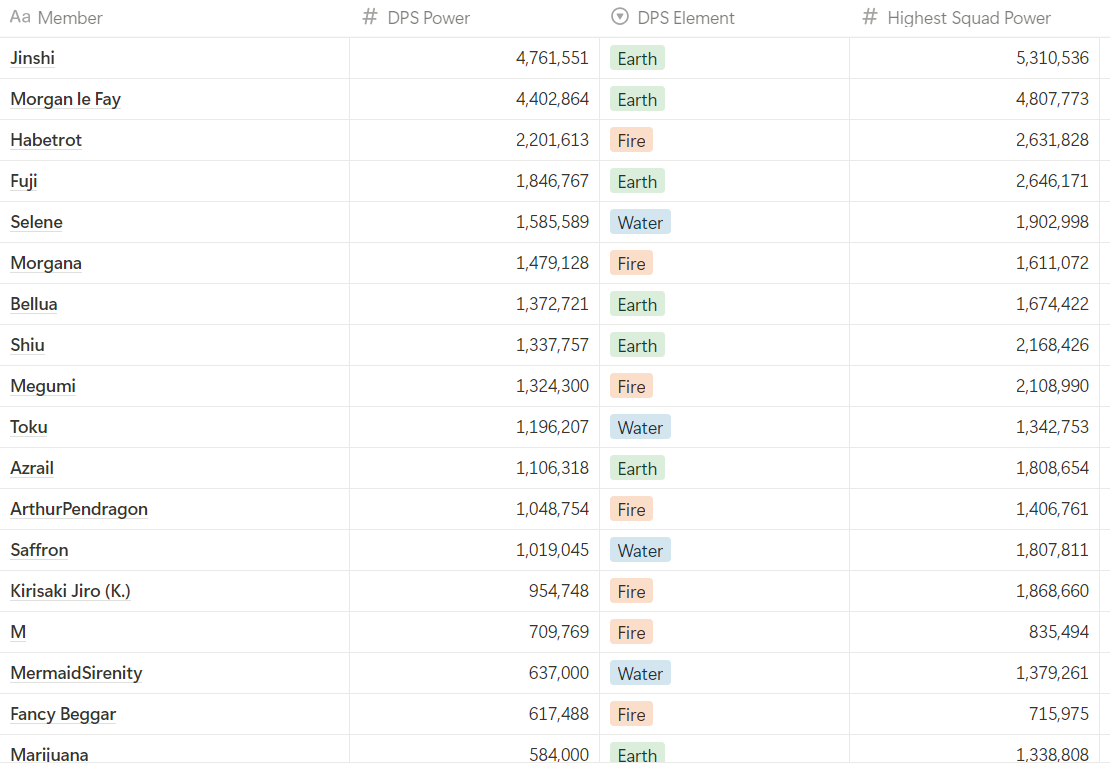 Aa Member # DPS Power DPS Element # Highest Squad Power
Jinshi 4,761,551 Earth 5,310,536
Morgan le Fay 4,402,864 Earth 4,807,773
Habetrot 2,201,613 Fire 2,631,828
Fuji 1,846,767 Earth 2,646,171
Selene 1,585,589 Water 1,902,998
Morgana 1,479,128 Fire 1,611,072
Bellua 1,372,721 Earth 1,674,422
Shiu 1,337,757 Earth 2,168,426
Megumi 1,324,300 Fire 2,108,990
Toku 1,196,207 Water 1,342,753
Azrail 1,106,318 Earth 1,808,654
ArthurPendragon 1,048,754 Fire 1,406,761
Saffron 1,019,045 Water 1,807,811
Kirisaki Jiro (K.) 954,748 Fire 1,868,660
M 709,769 Fire 835,494
MermaidSirenity 637,000 Water 1,379,261
Fancy Beggar 617,488 Fire 715,975
Marijuana 584,000 Earth 1,338,808